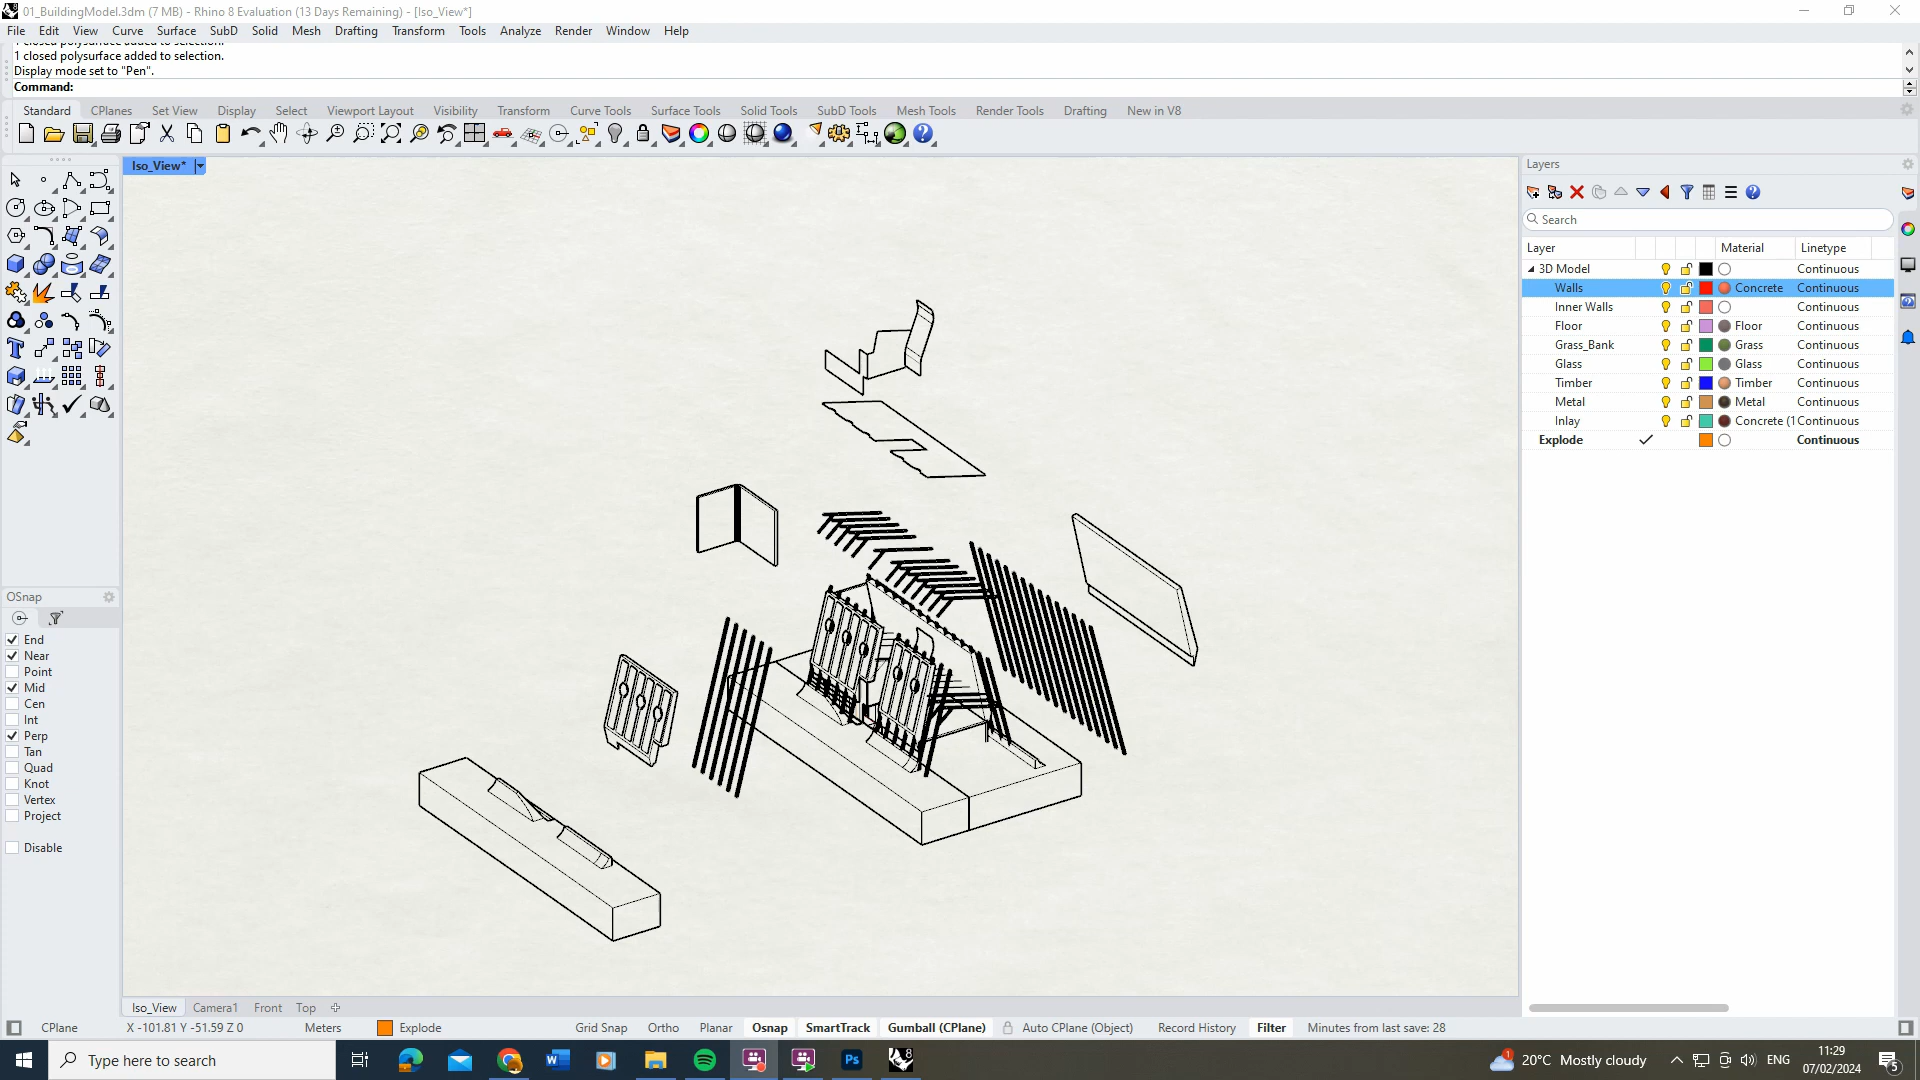 01_BuildingModel.3dm (7 MB) - Rhino 8 Evaluation (13 Days Remaining) - [Iso_View*]
File Edit View Curve Surface SubD Solid Mesh Drafting Transform Tools Analyze Render Window Help
1 closed polysurface added to selection.
1 closed polysurface added to selection.
Display mode set to "Pen".
Command:
Standard CPlanes Set View Display Select Viewport Layout Visibility Transform Curve Tools Surface Tools Solid Tools SubD Tools Mesh Tools Render Tools Drafting New in V8
Iso_View*
Layers
Search
Layer Material Linetype
3D Model Continuous
Walls Concrete Continuous
Inner Walls Continuous
Floor Floor Continuous
Grass_Bank Grass Continuous
Glass Glass Continuous
Timber Timber Continuous
Metal Metal Continuous
Inlay Concrete (1 Continuous
Explode Continuous
OSnap
End
Near
Point
Mid
Cen
Int
Perp
Tan
Quad
Knot
Vertex
Project
Disable
Iso_View Camera1 Front Top
CPlane X -101.81 Y -51.59 Z 0 Meters Explode Grid Snap Ortho Planar Osnap SmartTrack Gumball (CPlane) Auto CPlane (Object) Record History Filter Minutes from last save: 28
Type here to search
20°C Mostly cloudy
ENG
11:29
07/02/2024
5